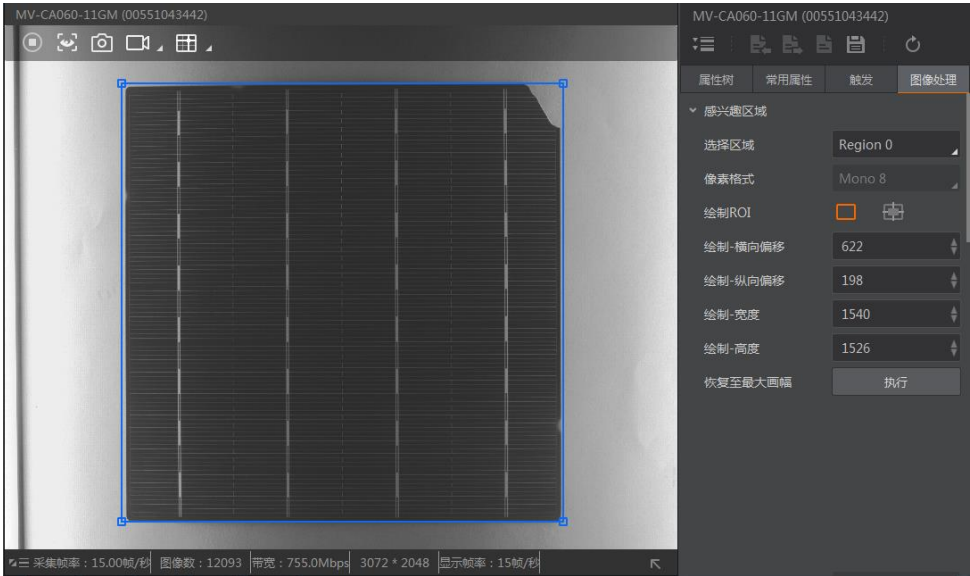 MV-CA060-11GM (00551043442)
MV-CA060-11GM (00551043442)
属性树 常用属性 触发 图像处理
感兴趣区域
选择区域 Region 0
像素格式 Mono 8
绘制ROI
绘制-横向偏移 622
绘制-纵向偏移 198
绘制-宽度 1540
绘制-高度 1526
恢复至最大画幅 执行
采集帧率：15.00帧/秒 图像数：12093 带宽：755.0Mbps 3072 * 2048 显示帧率：15帧/秒